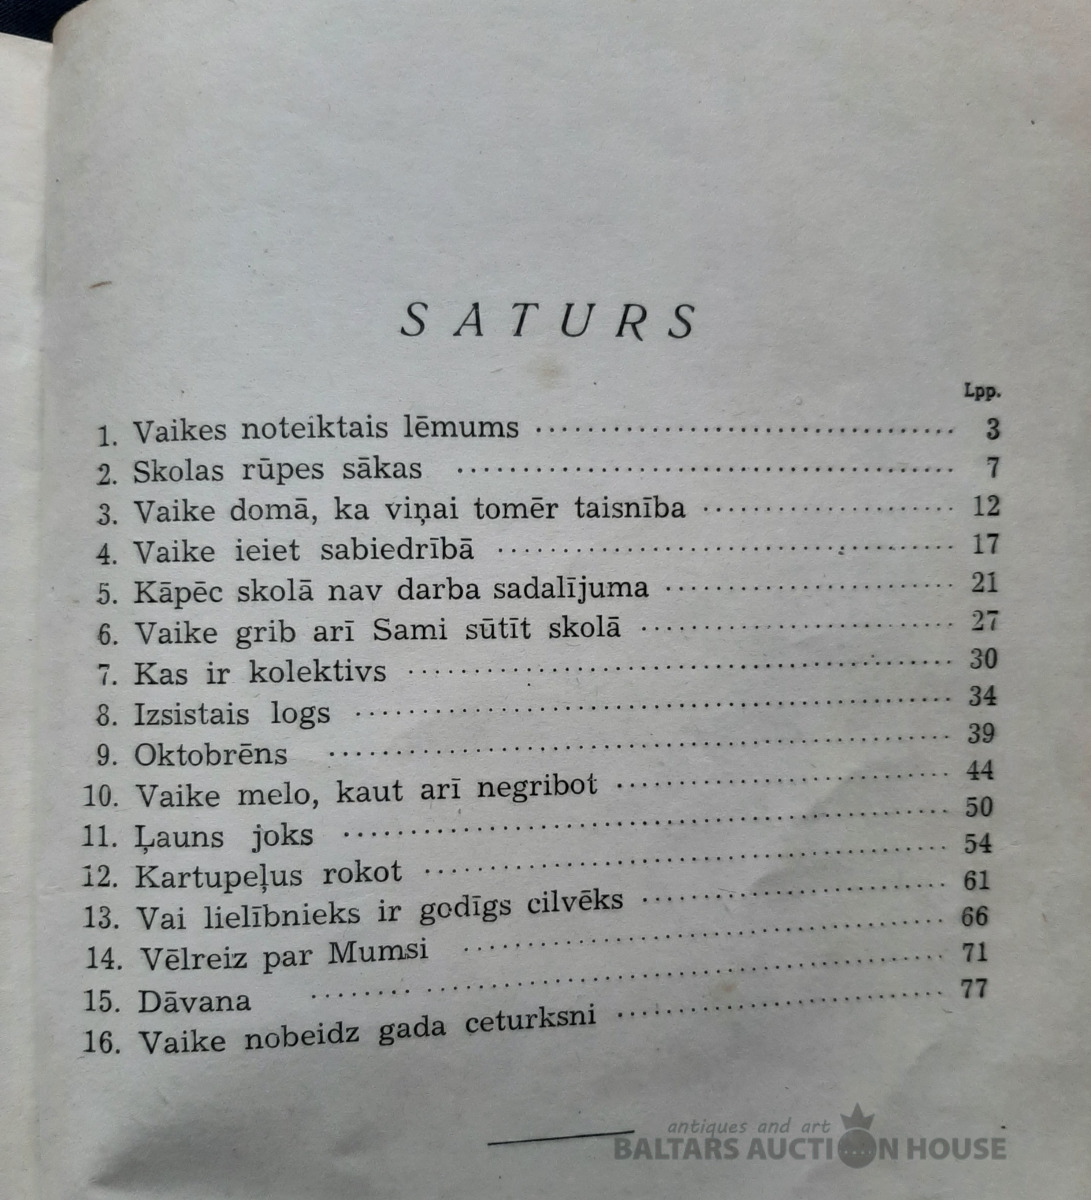 SATURS
Lpp.
1. Vaikes noteiktais lēmums ........................... 3
2. Skolas rūpes sākas ........................... 7
3. Vaike domā, ka viņai tomēr taisnība ........................... 12
4. Vaike ieiet sabiedrībā ........................... 17
5. Kāpēc skolā nav darba sadalījuma ........................... 21
6. Vaike grib arī Sami sūtīt skolā ........................... 27
7. Kas ir kolektivs ........................... 30
8. Izsistais logs ........................... 34
9. Oktobrēns ........................... 39
10. Vaike melo, kaut arī negribot ........................... 44
11. Ļauns joks ........................... 50
12. Kartupeļus rokot ........................... 54
13. Vai lielībnieks ir godīgs cilvēks ........................... 61
14. Vēlreiz par Mumsi ........................... 66
15. Dāvana ........................... 71
16. Vaike nobeidz gada ceturksni ........................... 77
antiques and art
BALTARS AUCTION HOUSE